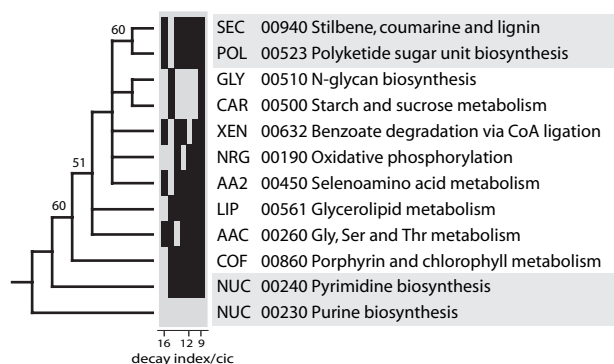 60
SEC 00940 Stilbene, coumarine and lignin
POL 00523 Polyketide sugar unit biosynthesis
GLY 00510 N-glycan biosynthesis
CAR 00500 Starch and sucrose metabolism
XEN 00632 Benzoate degradation via CoA ligation
NRG 00190 Oxidative phosphorylation
51
AA2 00450 Selenoamino acid metabolism
60
LIP 00561 Glycerolipid metabolism
AAC 00260 Gly, Ser and Thr metabolism
COF 00860 Porphyrin and chlorophyll metabolism
NUC 00240 Pyrimidine biosynthesis
NUC 00230 Purine biosynthesis
16 12 9
decay index/cic